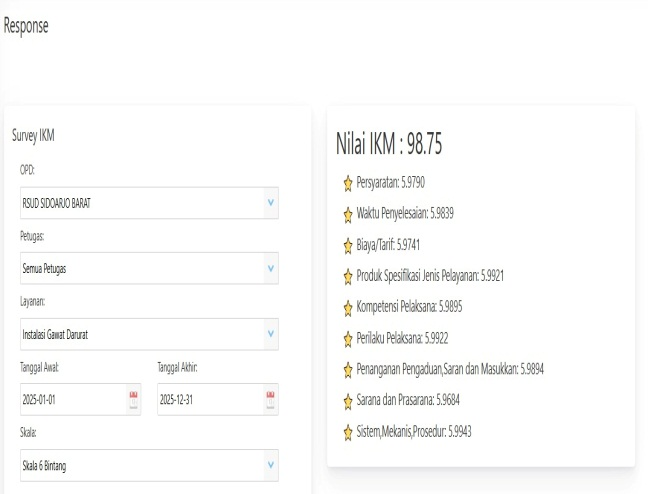 Response
Survey IKM
OPD:
RSUD SIDOARJO BARAT
Petugas:
Semua Petugas
Layanan:
Instalasi Gawat Darurat
Tanggal Awal: Tanggal Akhir:
2025-01-01 2025-12-31
Skala:
Skala 6 Bintang
Nilai IKM : 98.75
Persyaratan: 5.9790
Waktu Penyelesaian: 5.9839
Biaya/Tarif: 5.9741
Produk Spesifikasi Jenis Pelayanan: 5.9921
Kompetensi Pelaksana: 5.9895
Perilaku Pelaksana: 5.9922
Penanganan Pengaduan,Saran dan Masukkan: 5.9894
Sarana dan Prasarana: 5.9684
Sistem,Mekanis,Prosedur: 5.9943